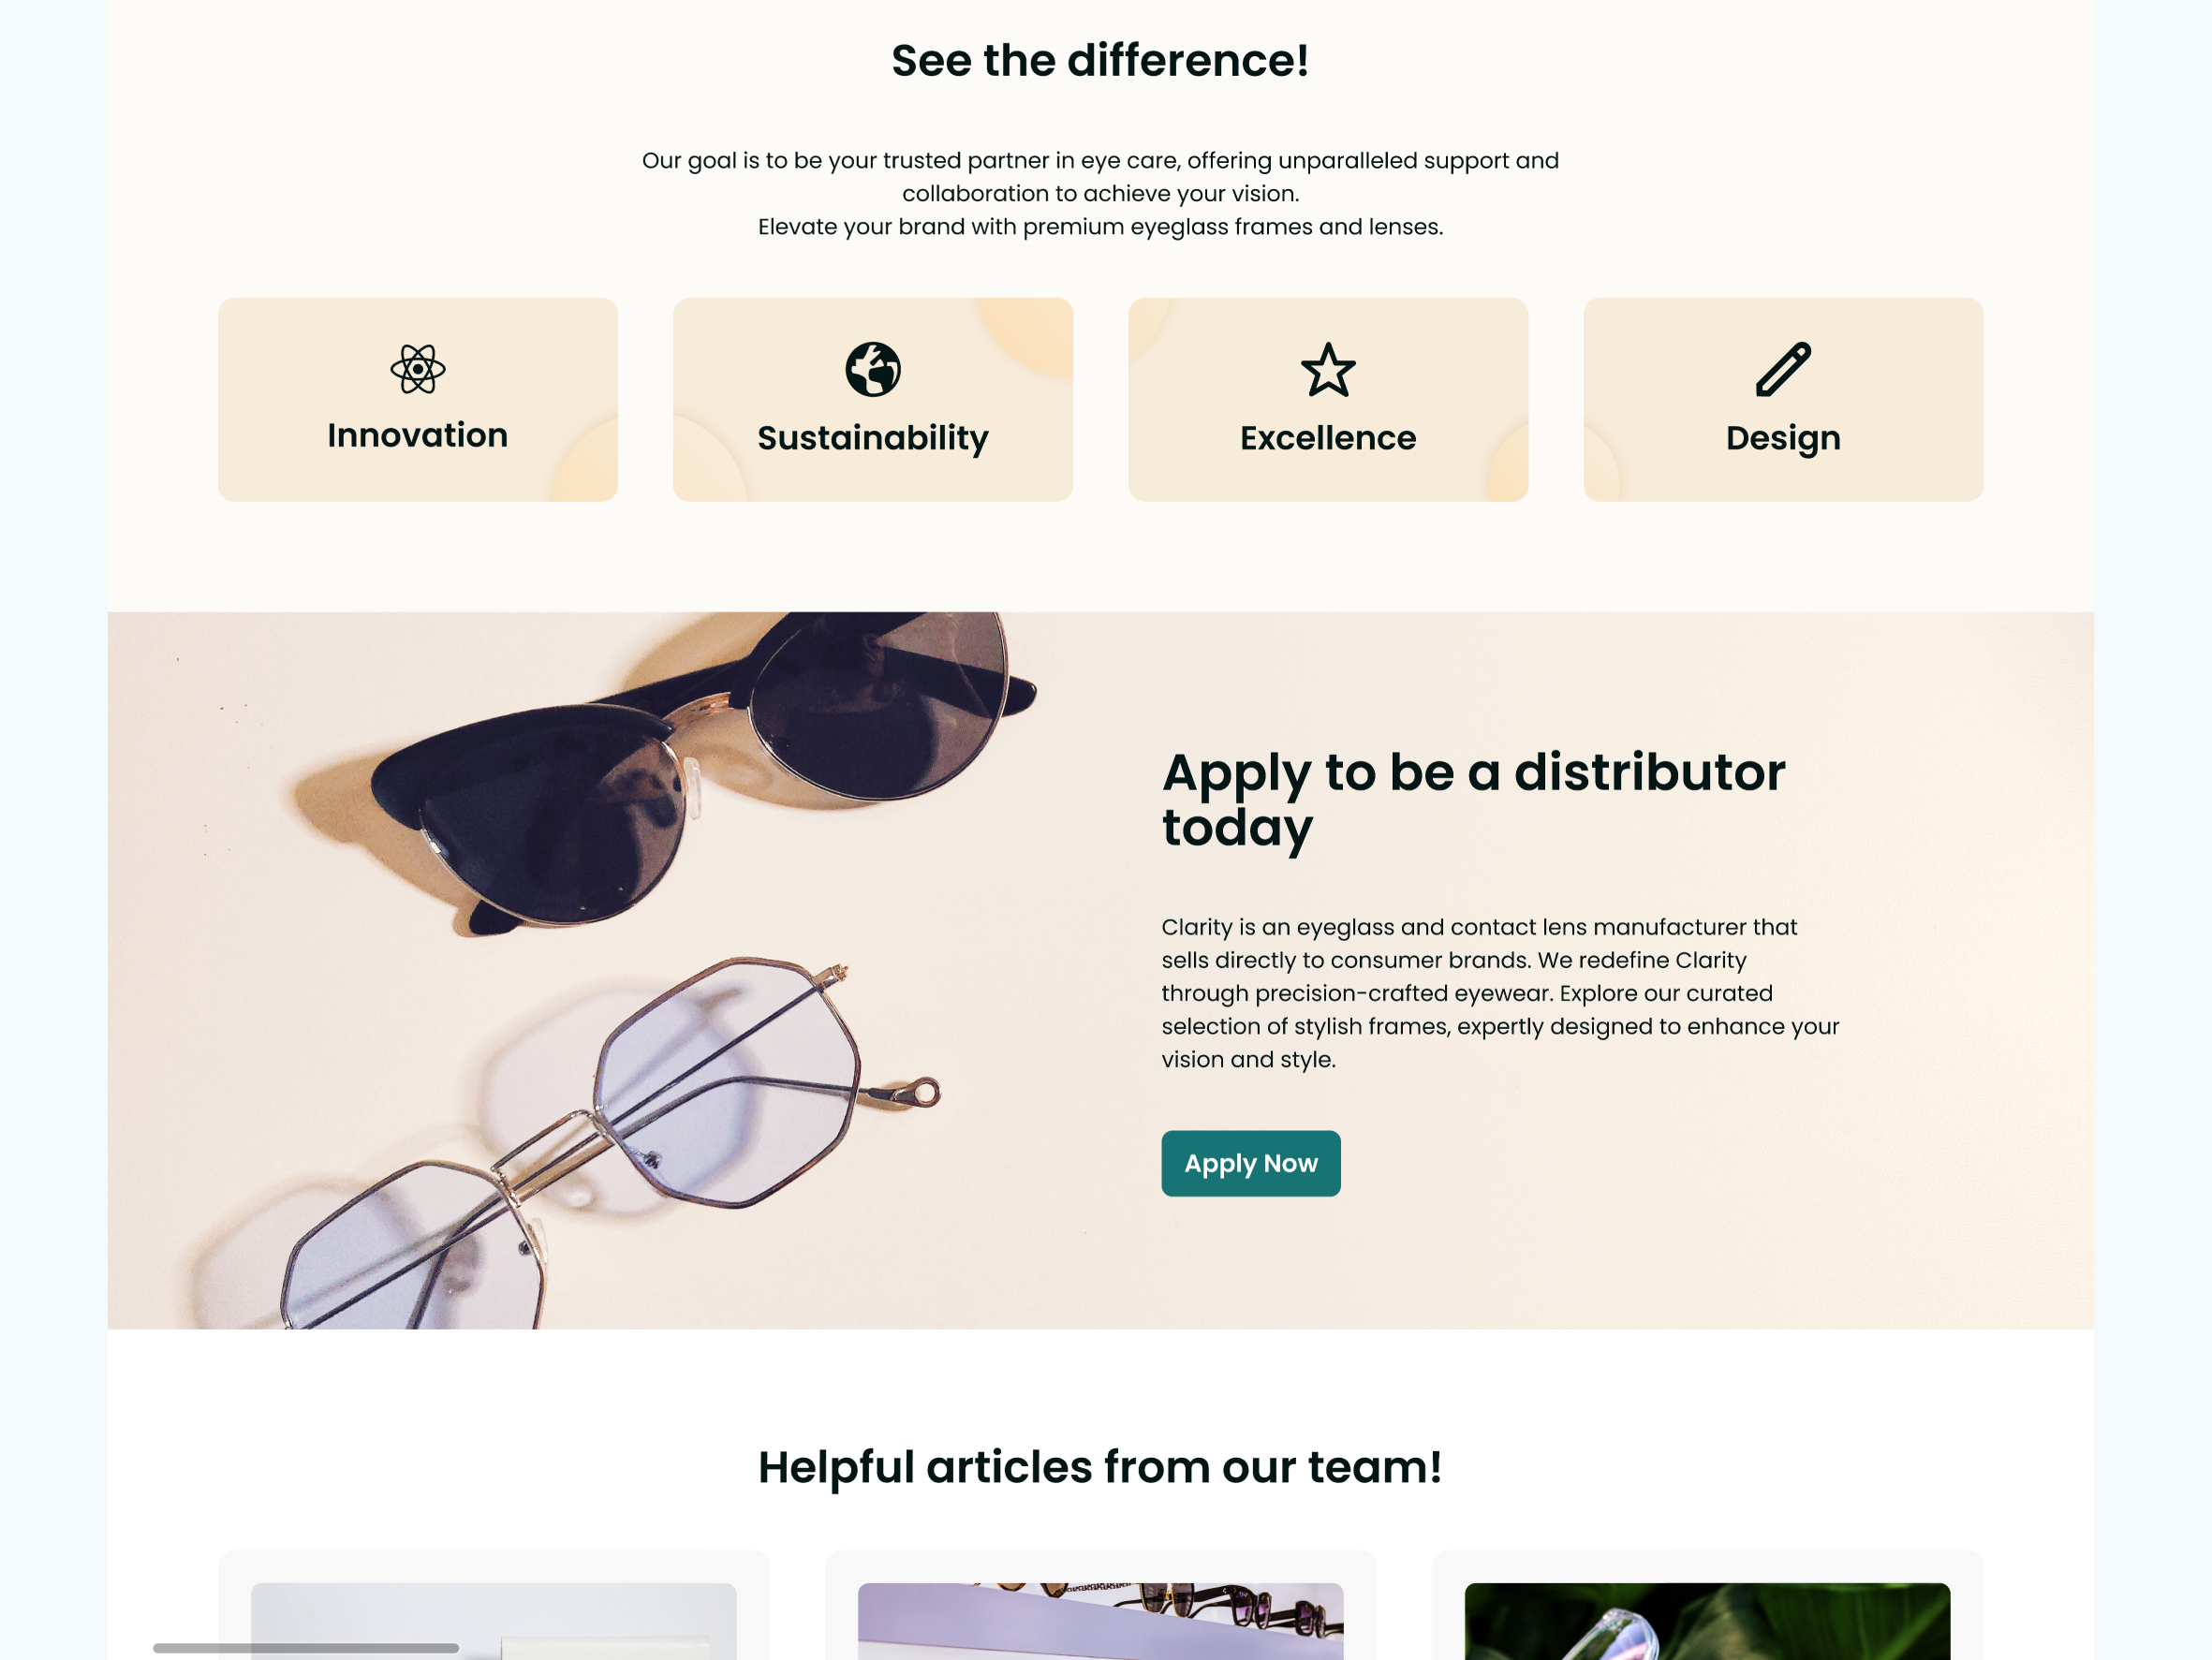 See the difference!
Our goal is to be your trusted partner in eye care, offering unparalleled support and
collaboration to achieve your vision.
Elevate your brand with premium eyeglass frames and lenses.
Innovation
Sustainability
Excellence
Design
Apply to be a distributor
today
Clarity is an eyeglass and contact lens manufacturer that
sells directly to consumer brands. We redefine Clarity
through precision-crafted eyewear. Explore our curated
selection of stylish frames, expertly designed to enhance your
vision and style.
Apply Now
Helpful articles from our team!